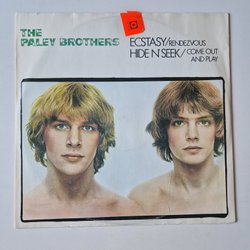 THE
PALEY BROTHERS
ECSTASY/RENDEZVOUS
HIDE N' SEEK/COME OUT
AND PLAY